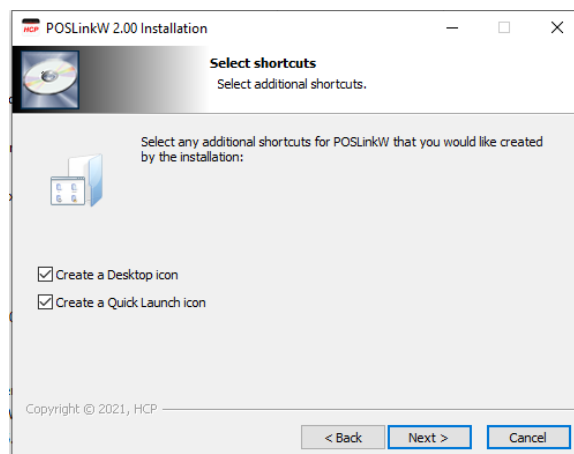 HCP POSLinkW 2.00 Installation
Select shortcuts
Select additional shortcuts.
Select any additional shortcuts for POSLinkW that you would like created
by the installation:
Create a Desktop icon
Create a Quick Launch icon
Copyright © 2021, HCP
< Back Next > Cancel